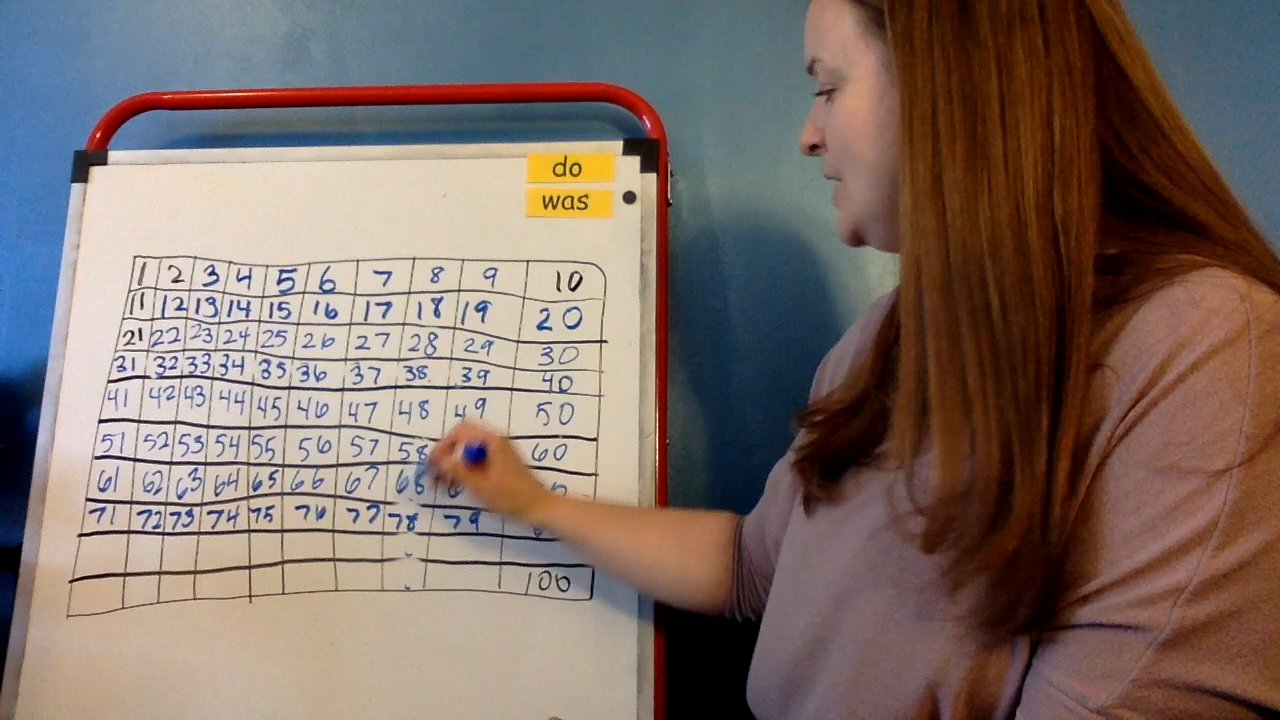 do
was
1 2 3 4 5 6 7 8 9 10
11 12 13 14 15 16 17 18 19 20
21 22 23 24 25 26 27 28 29 30
31 32 33 34 35 36 37 38 39 40
41 42 43 44 45 46 47 48 49 50
51 52 53 54 55 56 57 58 60
61 62 63 64 65 66 67 68
71 72 73 74 75 76 77 78 79
100